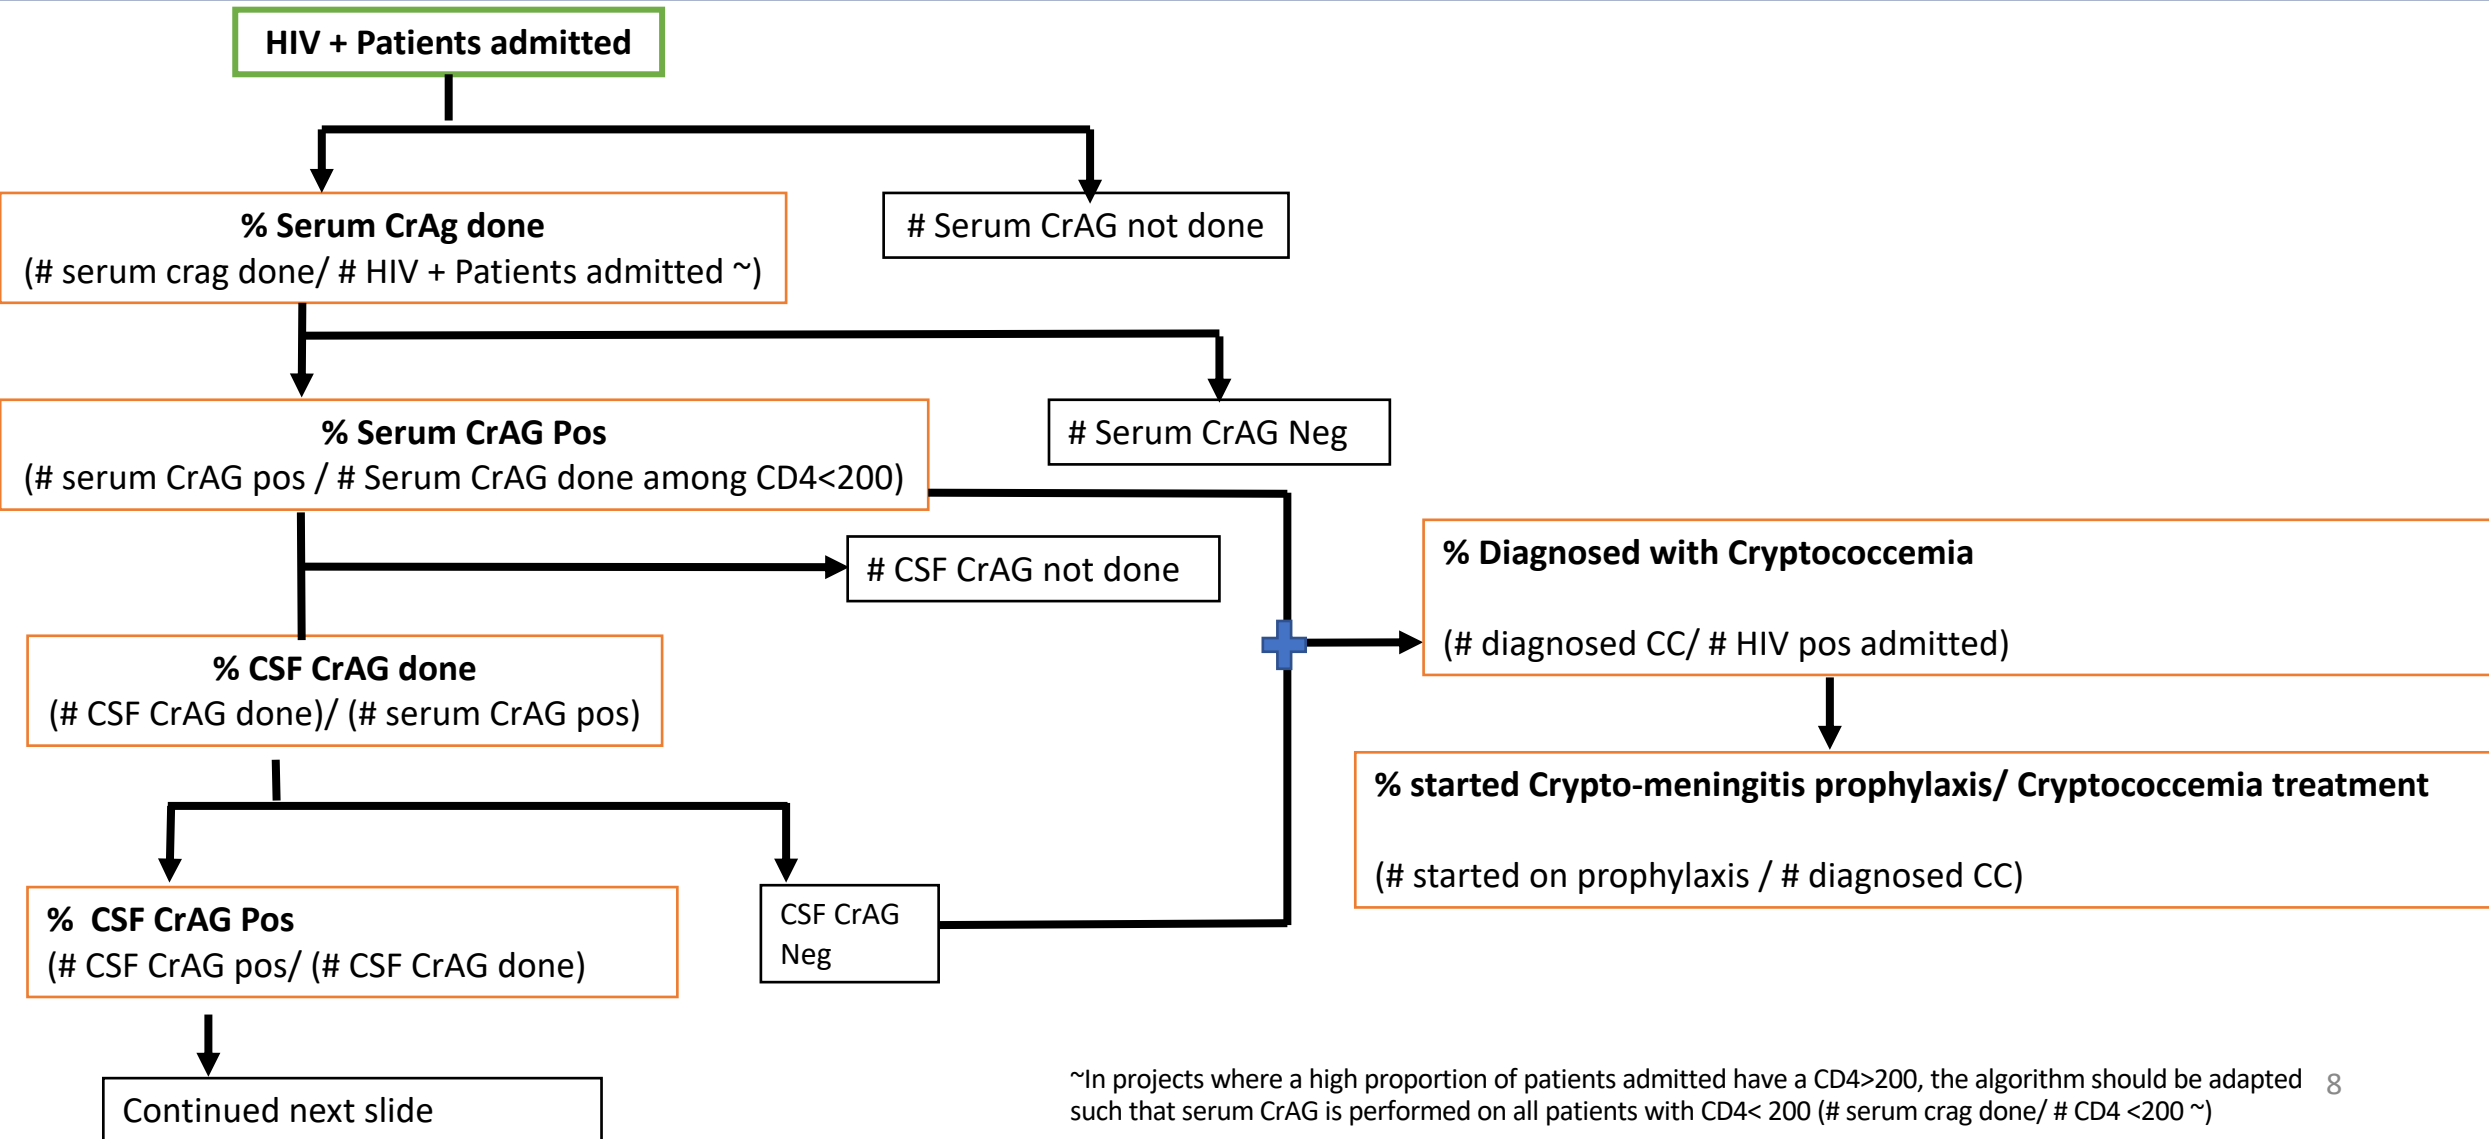 HIV + Patients admitted
% Serum CrAg done
(# serum crag done/ # HIV + Patients admitted ~)
# Serum CrAG not done
% Serum CrAG Pos
(# serum CrAG pos / # Serum CrAG done among CD4<200)
# Serum CrAG Neg
# CSF CrAG not done
% Diagnosed with Cryptococcemia
(# diagnosed CC/ # HIV pos admitted)
% CSF CrAG done
(# CSF CrAG done)/ (# serum CrAG pos)
% started Crypto-meningitis prophylaxis/ Cryptococcemia treatment
(# started on prophylaxis / # diagnosed CC)
% CSF CrAG Pos
(# CSF CrAG pos/ (# CSF CrAG done)
CSF CrAG
Neg
Continued next slide
~In projects where a high proportion of patients admitted have a CD4>200, the algorithm should be adapted
such that serum CrAG is performed on all patients with CD4< 200 (# serum crag done/ # CD4 <200 ~)
8